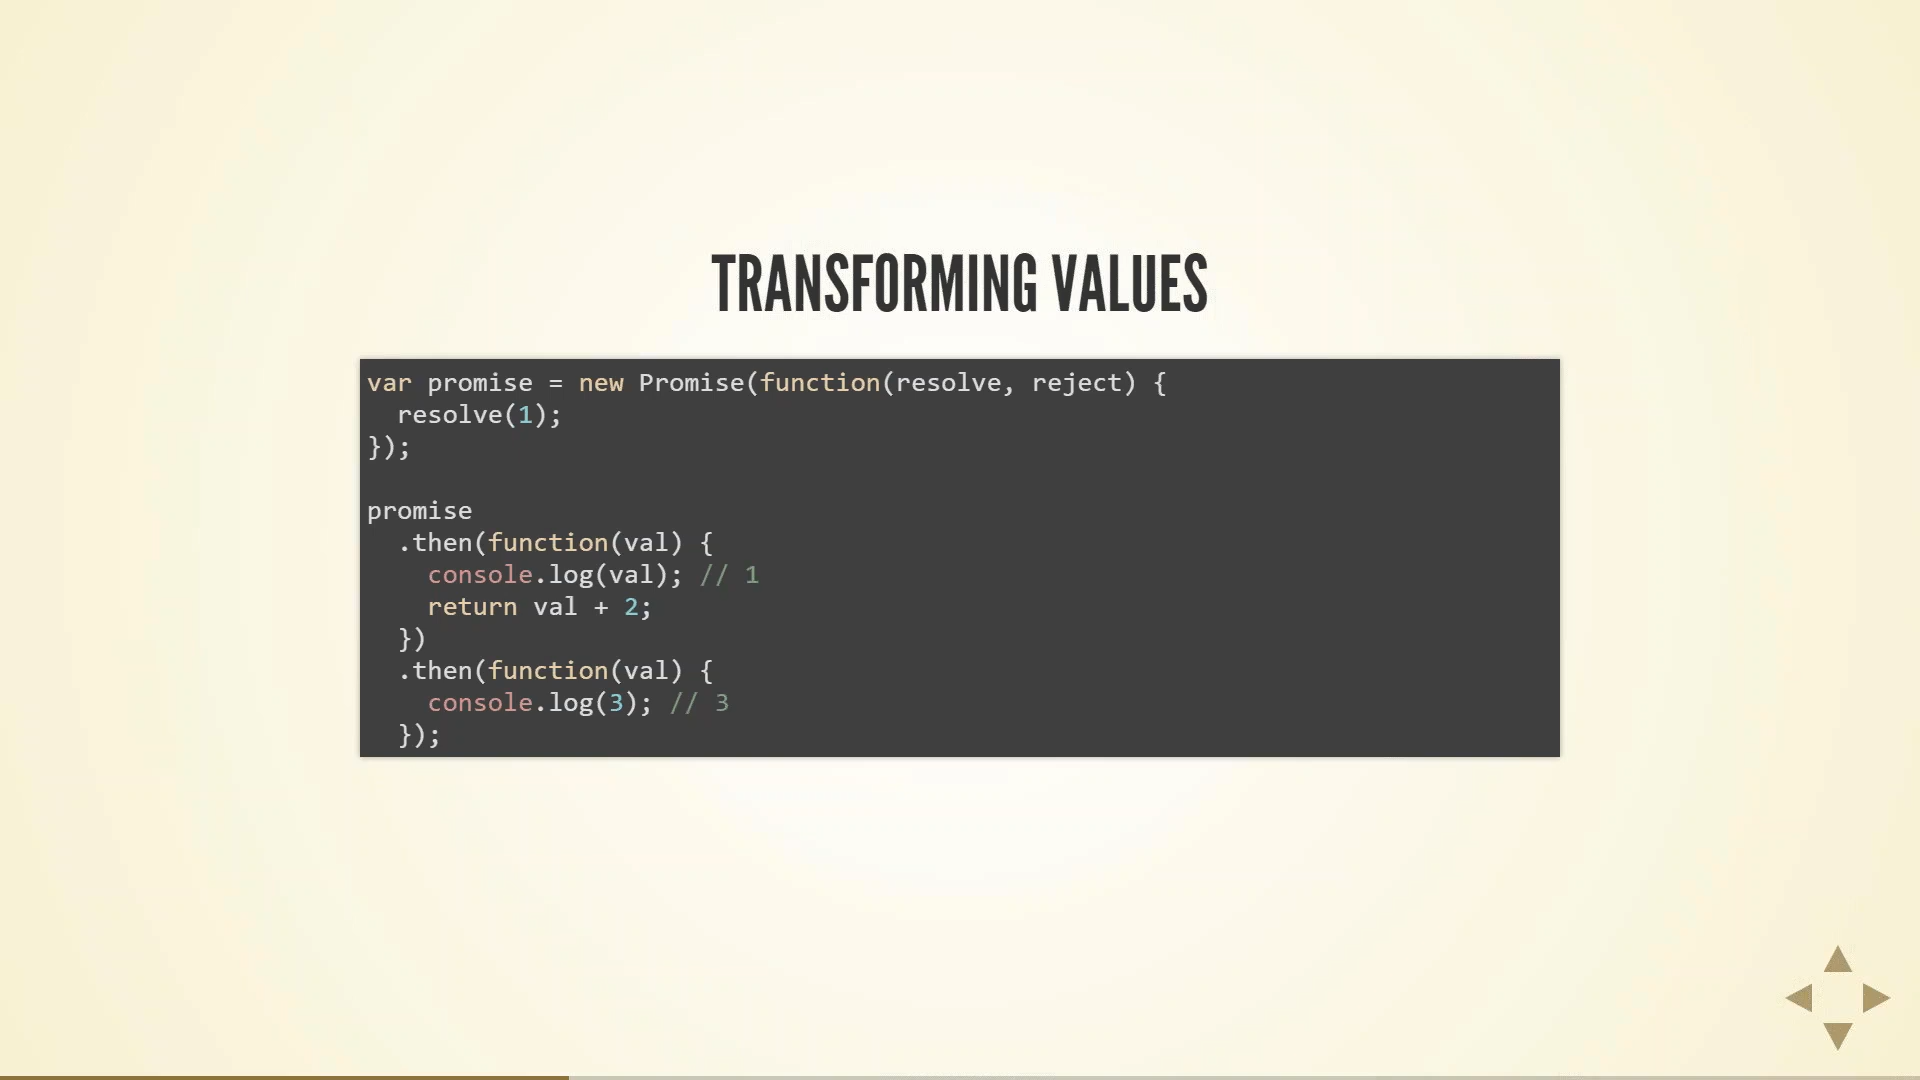 TRANSFORMING VALUES
var promise = new Promise(function(resolve, reject) {
  resolve(1);
});

promise
  .then(function(val) {
    console.log(val); // 1
    return val + 2;
  })
  .then(function(val) {
    console.log(3); // 3
  });